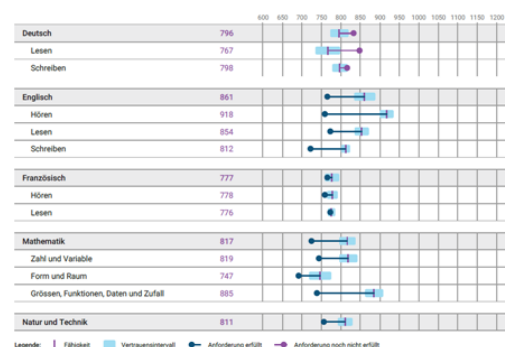 600 650 700 750 800 850 900 950 1000 1050 1100 1150 1200
Deutsch 796
Lesen 767
Schreiben 798
Englisch 861
Hören 918
Lesen 854
Schreiben 812
Französisch 777
Hören 778
Lesen 776
Mathematik 817
Zahl und Variable 819
Form und Raum 747
Grössen, Funktionen, Daten und Zufall 885
Natur und Technik 811
Legende: Fähigkeit Vertrauensintervall Anforderung erfüllt Anforderung noch nicht erfüllt